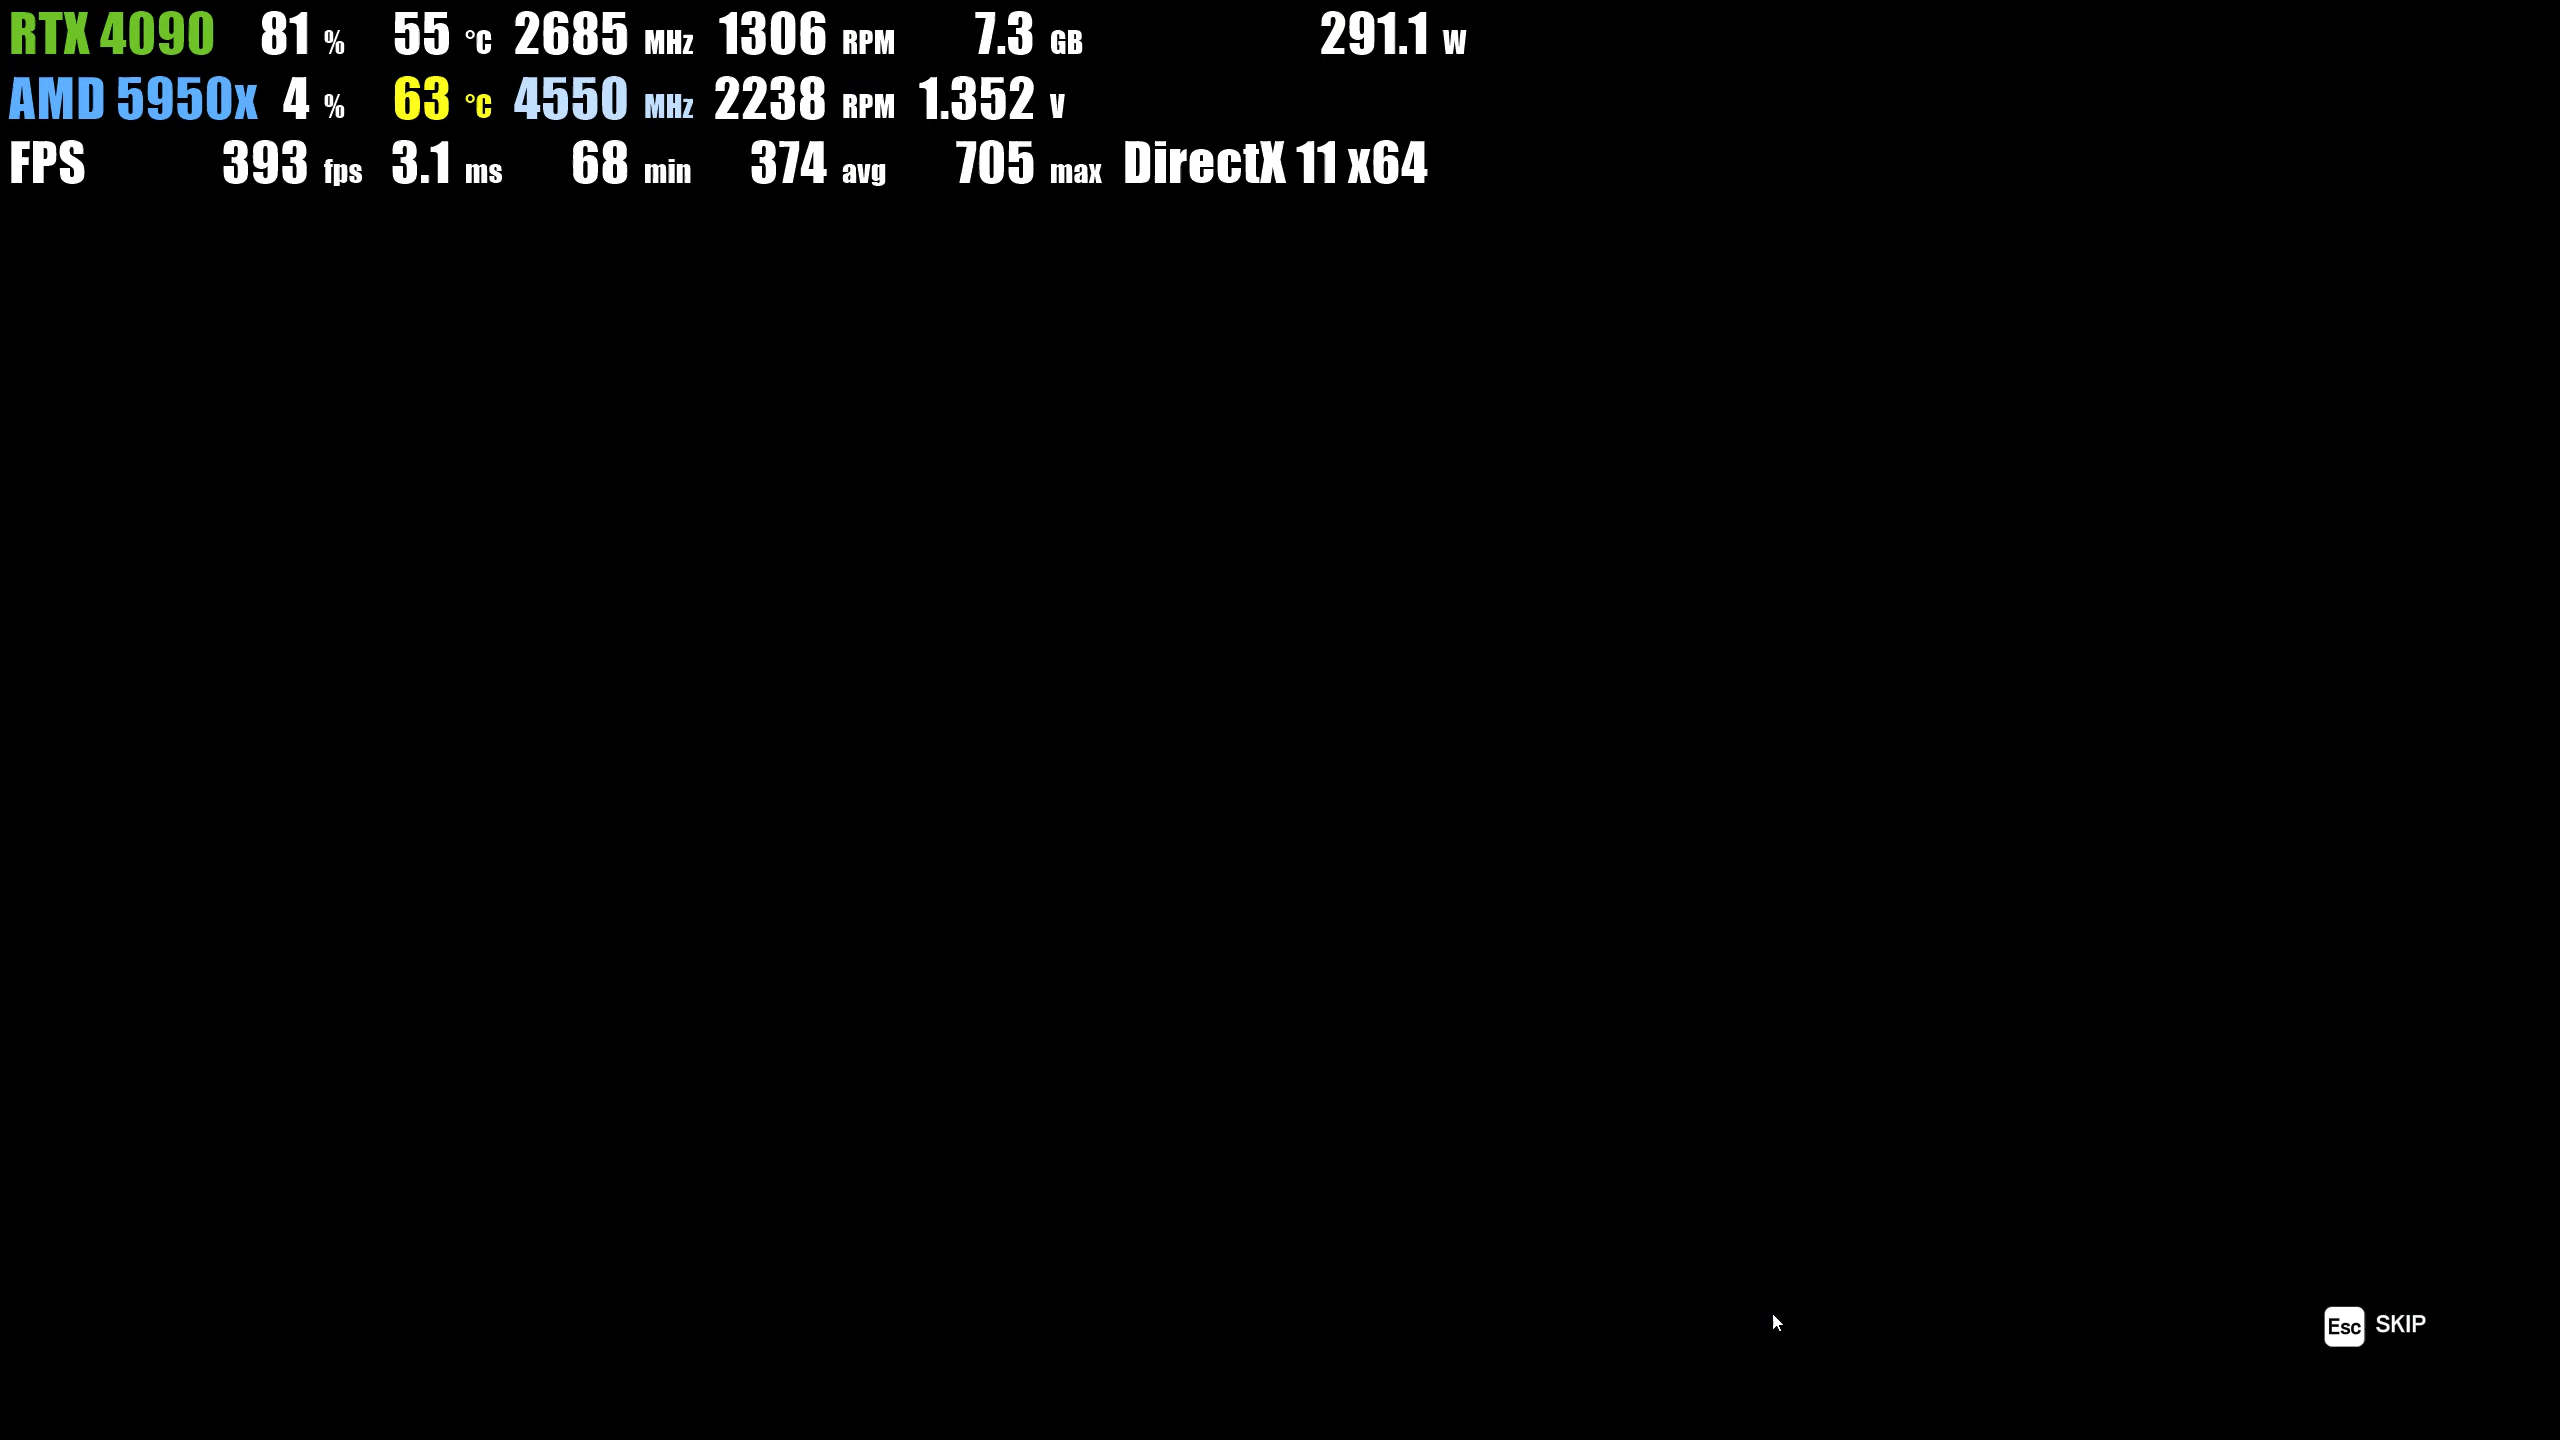 RTX 4090 81 % 55 °C 2685 MHz 1306 RPM 7.3 GB 291.1 W
AMD 5950x 4 % 63 °C 4550 MHz 2238 RPM 1.352 V
FPS 393 fps 3.1 ms 68 min 374 avg 705 max DirectX 11 x64
Esc SKIP